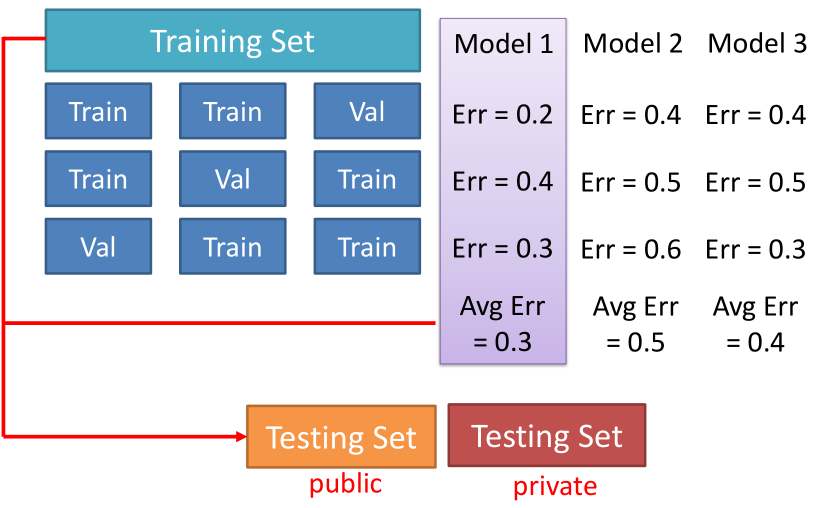 Training Set Model 1 Model 2 Model 3
Train Train Val Err = 0.2 Err = 0.4 Err = 0.4
Train Val Train Err = 0.4 Err = 0.5 Err = 0.5
Val Train Train Err = 0.3 Err = 0.6 Err = 0.3
Avg Err Avg Err Avg Err
= 0.3 = 0.5 = 0.4
Testing Set Testing Set
public private